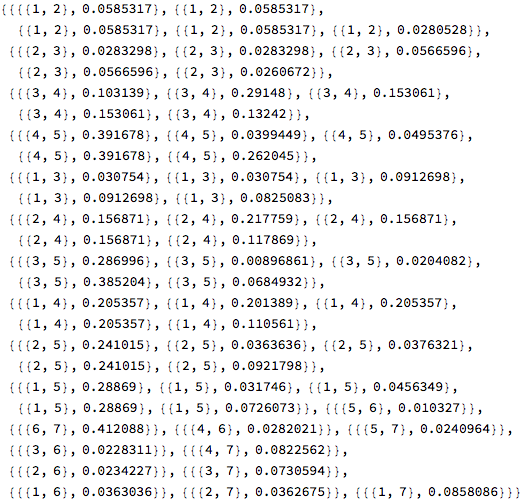 {{{{{1, 2}, 0.0585317}, {{1, 2}, 0.0585317},
{{1, 2}, 0.0585317}, {{1, 2}, 0.0585317}, {{1, 2}, 0.0280528}},
{{{2, 3}, 0.0283298}, {{2, 3}, 0.0283298}, {{2, 3}, 0.0566596},
{{2, 3}, 0.0566596}, {{2, 3}, 0.0260672}},
{{{3, 4}, 0.103139}, {{3, 4}, 0.29148}, {{3, 4}, 0.153061},
{{3, 4}, 0.153061}, {{3, 4}, 0.13242}},
{{{4, 5}, 0.391678}, {{4, 5}, 0.0399449}, {{4, 5}, 0.0495376},
{{4, 5}, 0.391678}, {{4, 5}, 0.262045}},
{{{1, 3}, 0.030754}, {{1, 3}, 0.030754}, {{1, 3}, 0.0912698},
{{1, 3}, 0.0912698}, {{1, 3}, 0.0825083}},
{{{2, 4}, 0.156871}, {{2, 4}, 0.217759}, {{2, 4}, 0.156871},
{{2, 4}, 0.156871}, {{2, 4}, 0.117869}},
{{{3, 5}, 0.286996}, {{3, 5}, 0.00896861}, {{3, 5}, 0.0204082},
{{3, 5}, 0.385204}, {{3, 5}, 0.0684932}},
{{{1, 4}, 0.205357}, {{1, 4}, 0.201389}, {{1, 4}, 0.205357},
{{1, 4}, 0.205357}, {{1, 4}, 0.110561}},
{{{2, 5}, 0.241015}, {{2, 5}, 0.0363636}, {{2, 5}, 0.0376321},
{{2, 5}, 0.241015}, {{2, 5}, 0.0921798}},
{{{1, 5}, 0.28869}, {{1, 5}, 0.031746}, {{1, 5}, 0.0456349},
{{1, 5}, 0.28869}, {{1, 5}, 0.0726073}}, {{{5, 6}, 0.010327}},
{{{6, 7}, 0.412088}}, {{{4, 6}, 0.0282021}}, {{{5, 7}, 0.0240964}},
{{{3, 6}, 0.0228311}}, {{{4, 7}, 0.0822562}},
{{{2, 6}, 0.0234227}}, {{{3, 7}, 0.0730594}},
{{{1, 6}, 0.0363036}}, {{{2, 7}, 0.0362675}}, {{{1, 7}, 0.0858086}}}